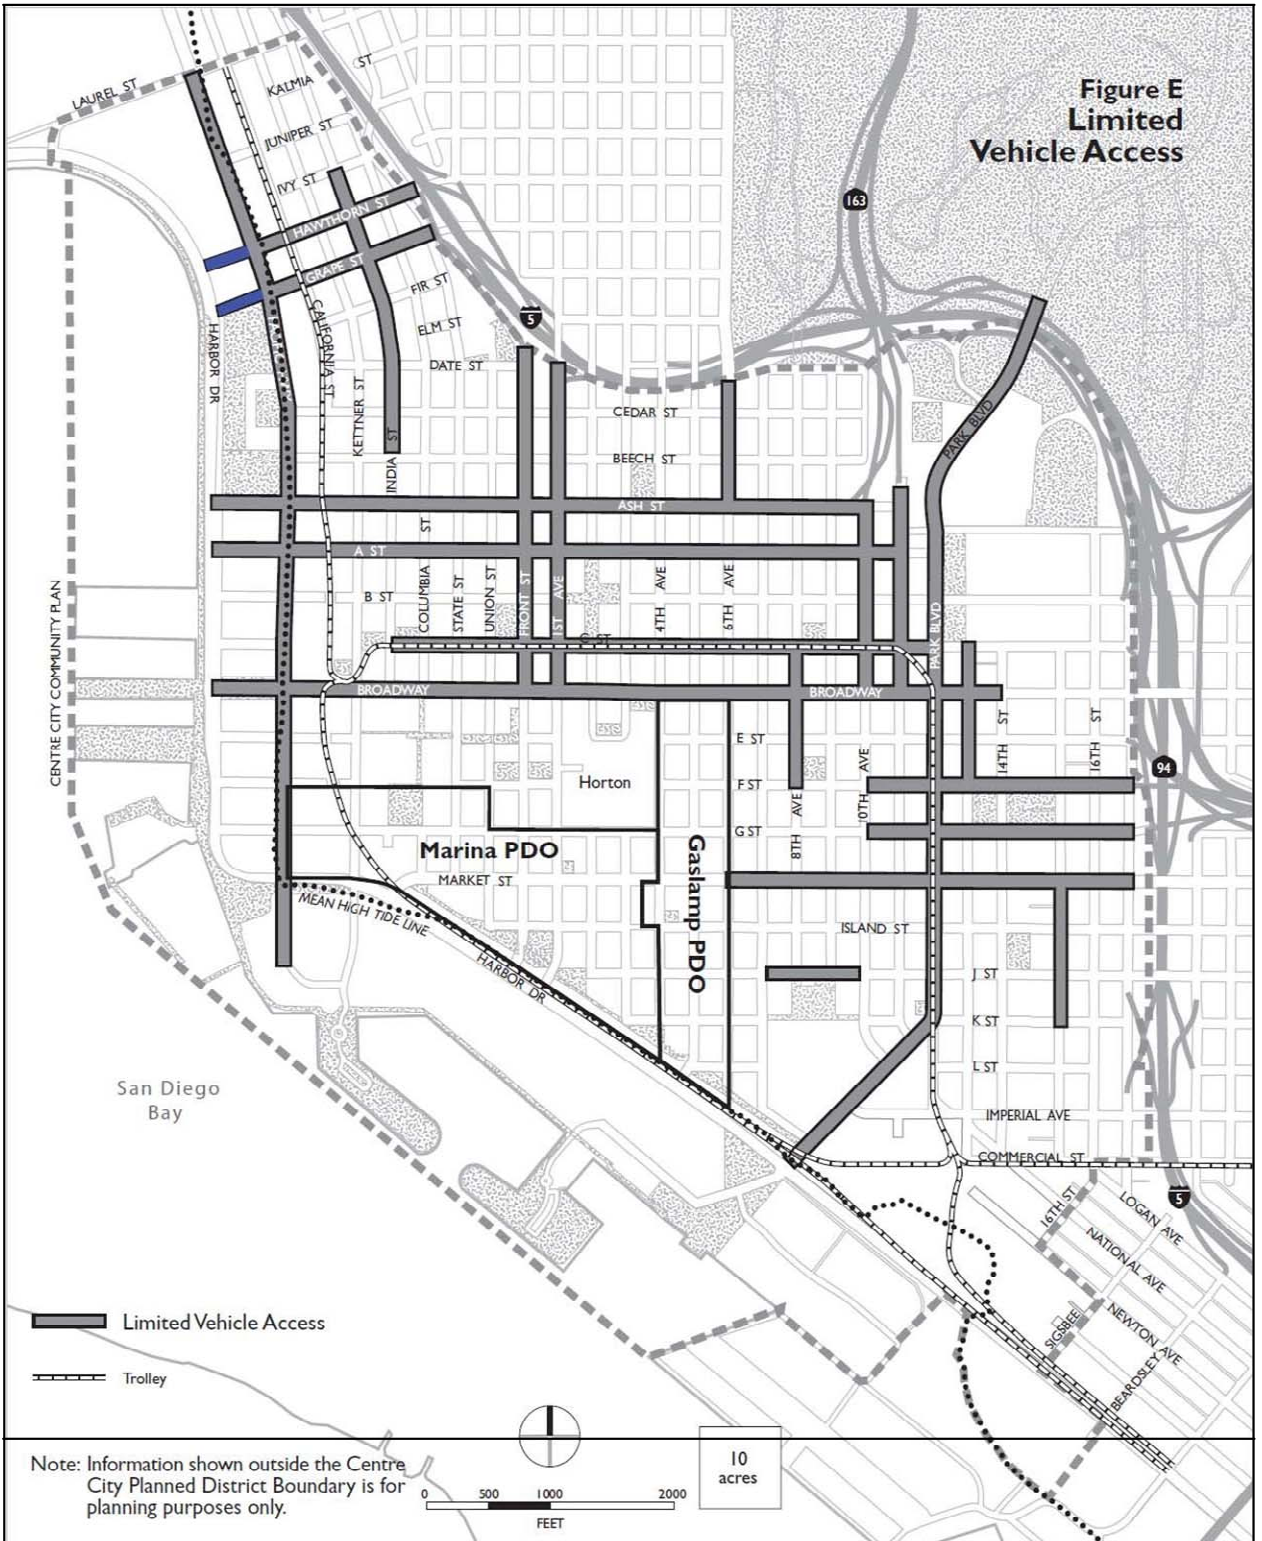 Figure E
Limited
Vehicle Access
LAUREL ST
KALMIA ST
JUNIPER ST
IVY ST
HAWTHORN ST
GRAPE ST
FIR ST
ELM ST
DATE ST
CEDAR ST
BEECH ST
ASH ST
A ST
B ST
C ST
BROADWAY
BROADWAY
163
5
HARBOR DR
CALIFORNIA ST
KETTNER ST
INDIA ST
COLUMBIA ST
STATE ST
UNION ST
FRONT ST
1ST AVE
4TH AVE
6TH AVE
PARK BLVD
PARK BLVD
CENTRE CITY COMMUNITY PLAN
E ST
F ST
G ST
8TH AVE
10TH AVE
14TH ST
16TH ST
94
Horton
Marina PDO
MARKET ST
Gaslamp PDO
MEAN HIGH TIDE LINE
HARBOR DR
ISLAND ST
J ST
K ST
L ST
IMPERIAL AVE
COMMERCIAL ST
San Diego
Bay
5
16TH ST
LOGAN AVE
NATIONAL AVE
NEWTON AVE
SIGSBEE
BEARDSLEY
Limited Vehicle Access
Trolley
Note: Information shown outside the Centre
City Planned District Boundary is for
planning purposes only.
0 500 1000 2000
FEET
10
acres